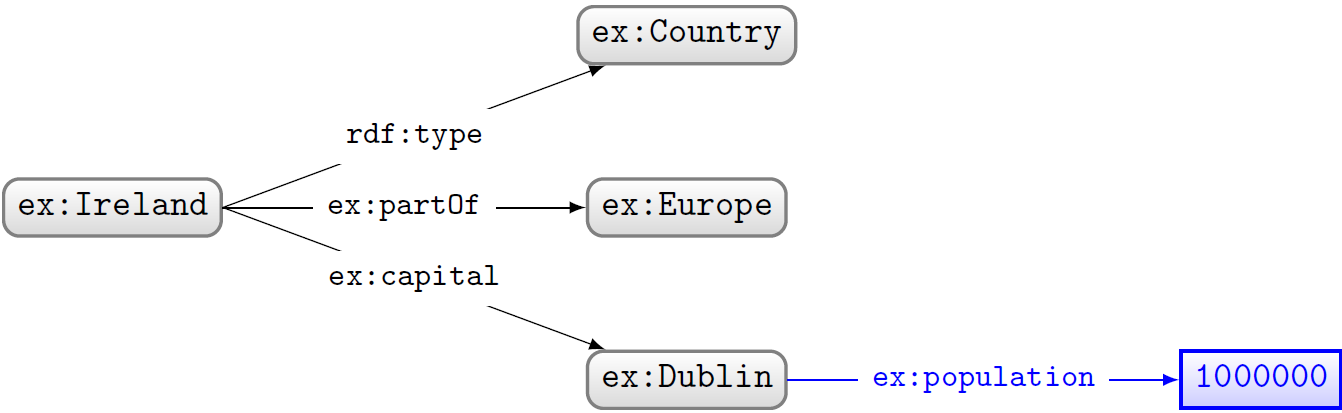 ex:Country
rdf:type
ex:Ireland
ex:partOf
ex:Europe
ex:capital
ex:Dublin
ex:population
1000000